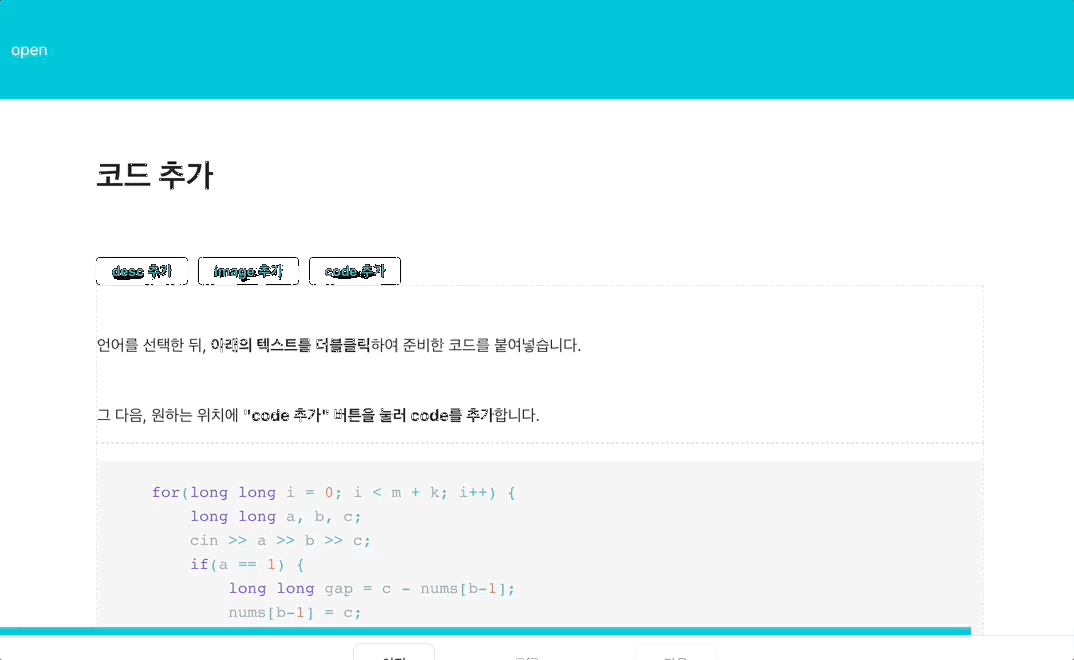 open
코드 추가
desc 추가 image 추가 code 추가
언어를 선택한 뒤, 아래의 텍스트를 더블클릭하여 준비한 코드를 붙여넣습니다.
그 다음, 원하는 위치에 "code 추가" 버튼을 눌러 code를 추가합니다.
for(long long i = 0; i < m + k; i++) {
long long a, b, c;
cin >> a >> b >> c;
if(a == 1) {
long long gap = c - nums[b-1];
nums[b-1] = c;